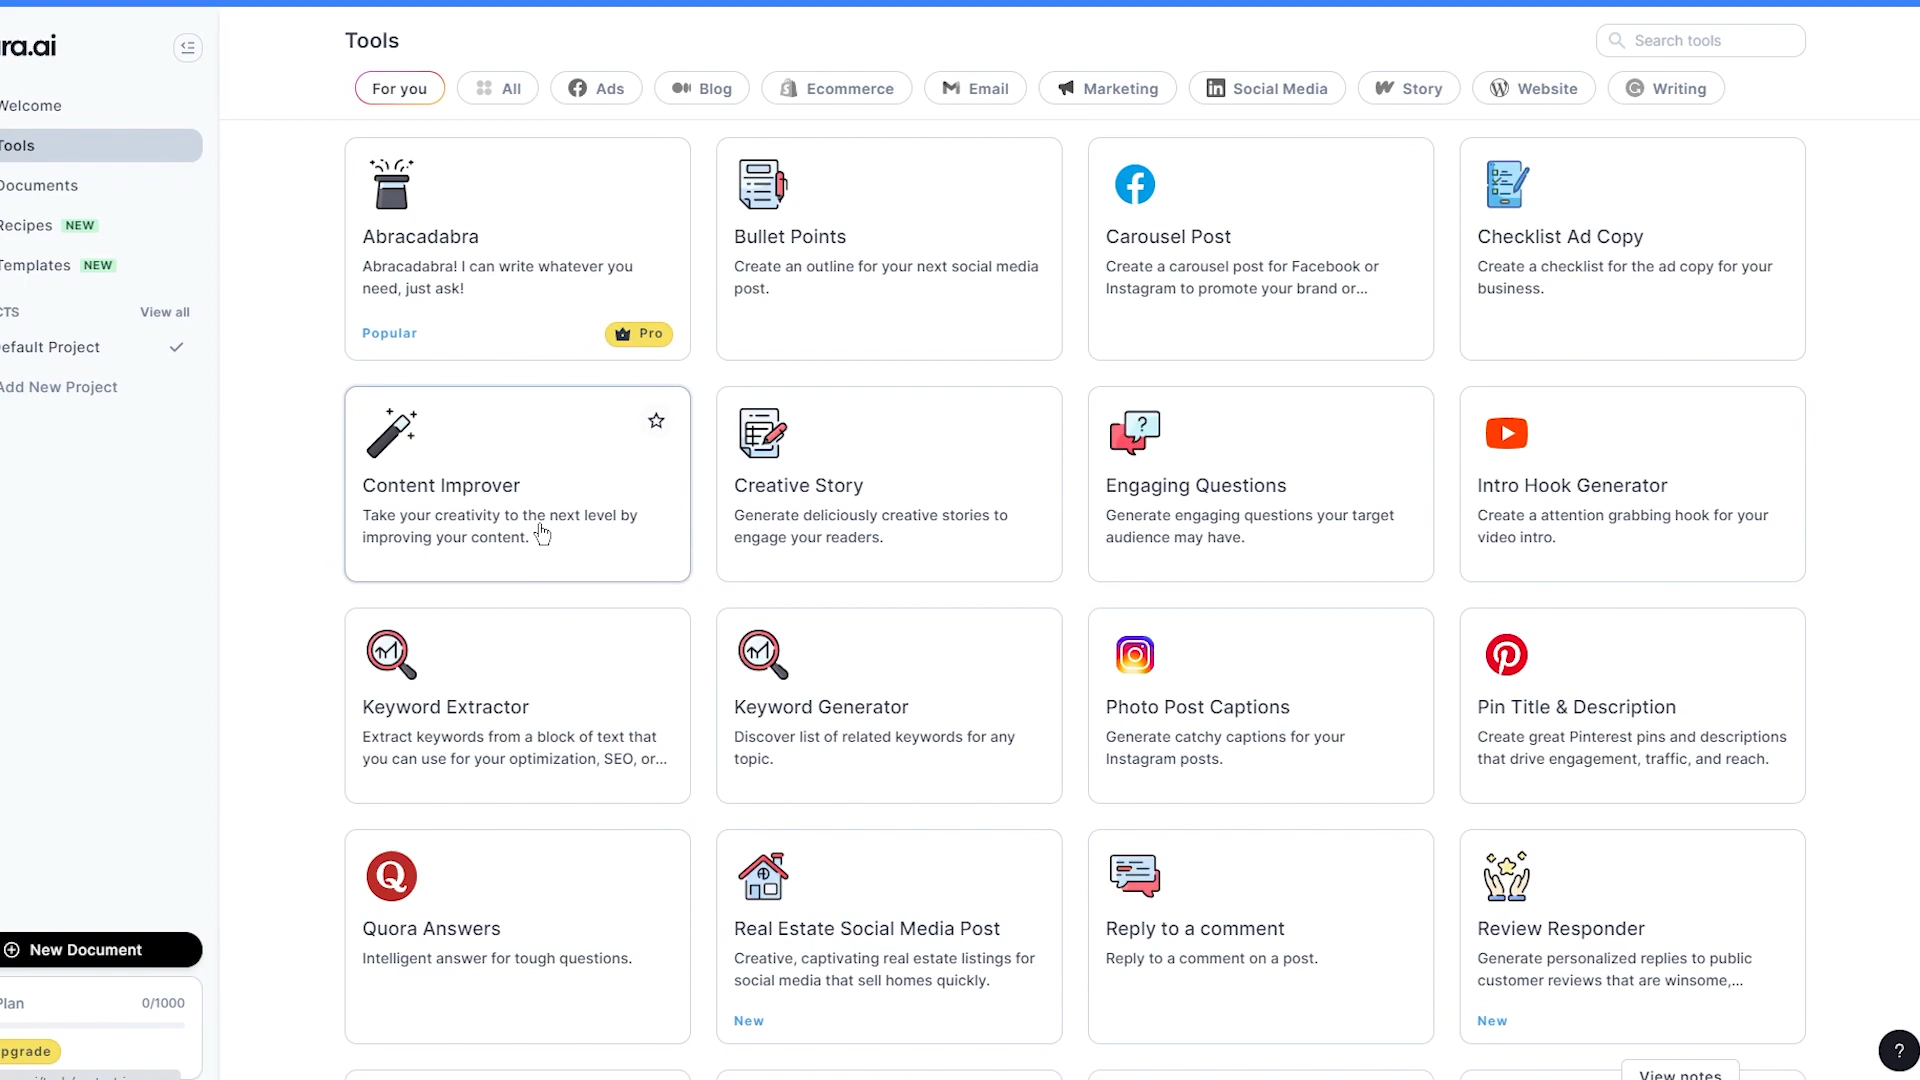 ra.ai
Tools
Search tools
For you
All
Ads
Blog
Ecommerce
Email
Marketing
Social Media
Story
Website
Writing
Welcome
Tools
Documents
Recipes NEW
Templates NEW
CTS View all
efault Project
Add New Project
Abracadabra
Abracadabra! I can write whatever you
need, just ask!
Popular
Pro
Bullet Points
Create an outline for your next social media
post.
Carousel Post
Create a carousel post for Facebook or
Instagram to promote your brand or...
Checklist Ad Copy
Create a checklist for the ad copy for your
business.
Content Improver
Take your creativity to the next level by
improving your content.
Creative Story
Generate deliciously creative stories to
engage your readers.
Engaging Questions
Generate engaging questions your target
audience may have.
Intro Hook Generator
Create a attention grabbing hook for your
video intro.
Keyword Extractor
Extract keywords from a block of text that
you can use for your optimization, SEO, or...
Keyword Generator
Discover list of related keywords for any
topic.
Photo Post Captions
Generate catchy captions for your
Instagram posts.
Pin Title & Description
Create great Pinterest pins and descriptions
that drive engagement, traffic, and reach.
Quora Answers
Intelligent answer for tough questions.
Real Estate Social Media Post
Creative, captivating real estate listings for
social media that sell homes quickly.
New
Reply to a comment
Reply to a comment on a post.
Review Responder
Generate personalized replies to public
customer reviews that are winsome,...
New
New Document
Plan 0/1000
pgrade
?
View notes